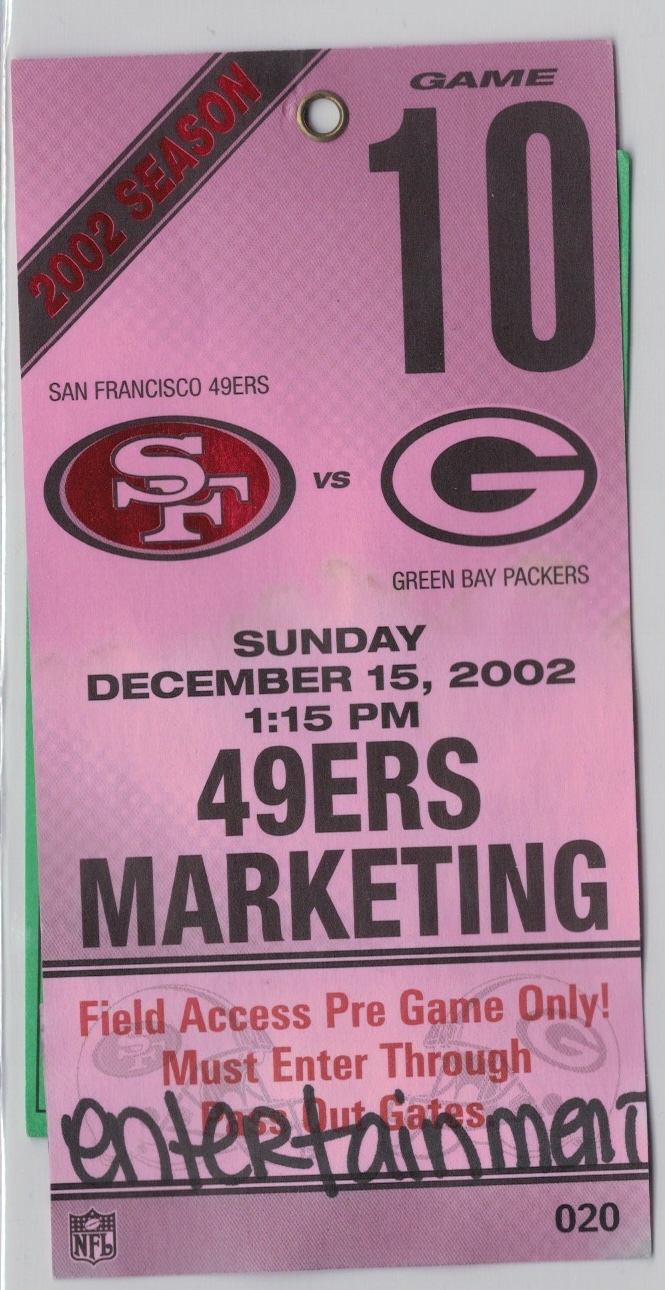 2002 SEASON
GAME
10
SAN FRANCISCO 49ERS
SF
vs
G
GREEN BAY PACKERS
SUNDAY
DECEMBER 15, 2002
1:15 PM
49ERS
MARKETING
Field Access Pre Game Only!
Must Enter Through
Pass Out Gates.
entertainment
NFL
020